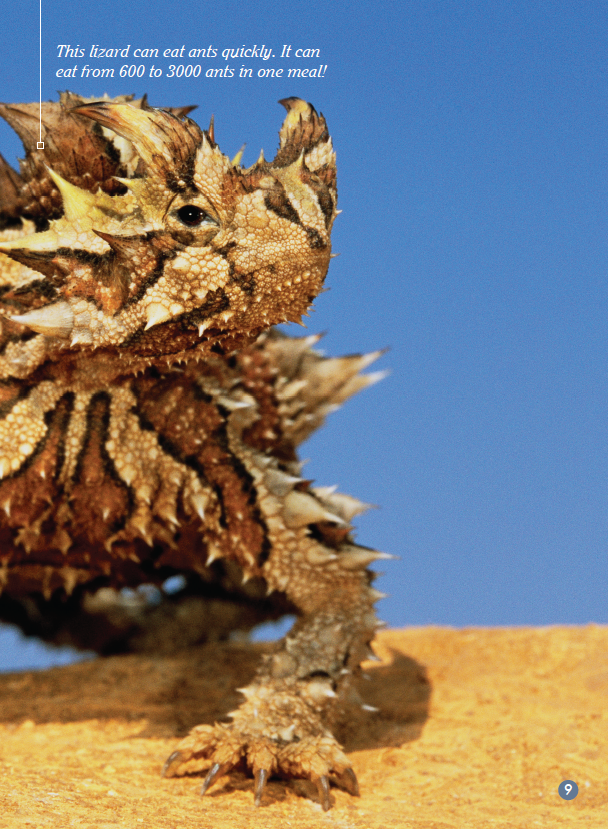 This lizard can eat ants quickly. It can
eat from 600 to 3000 ants in one meal!
9